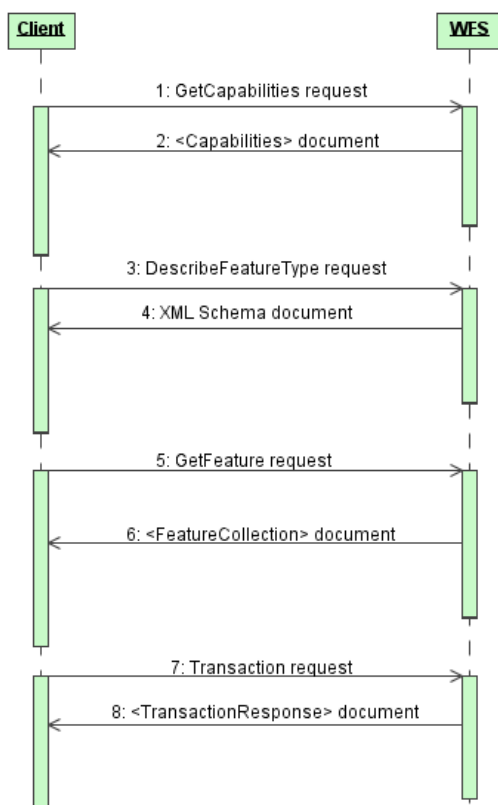 Client
WFS
1: GetCapabilities request
2: <Capabilities> document
3: DescribeFeatureType request
4: XML Schema document
5: GetFeature request
6: <FeatureCollection> document
7: Transaction request
8: <TransactionResponse> document